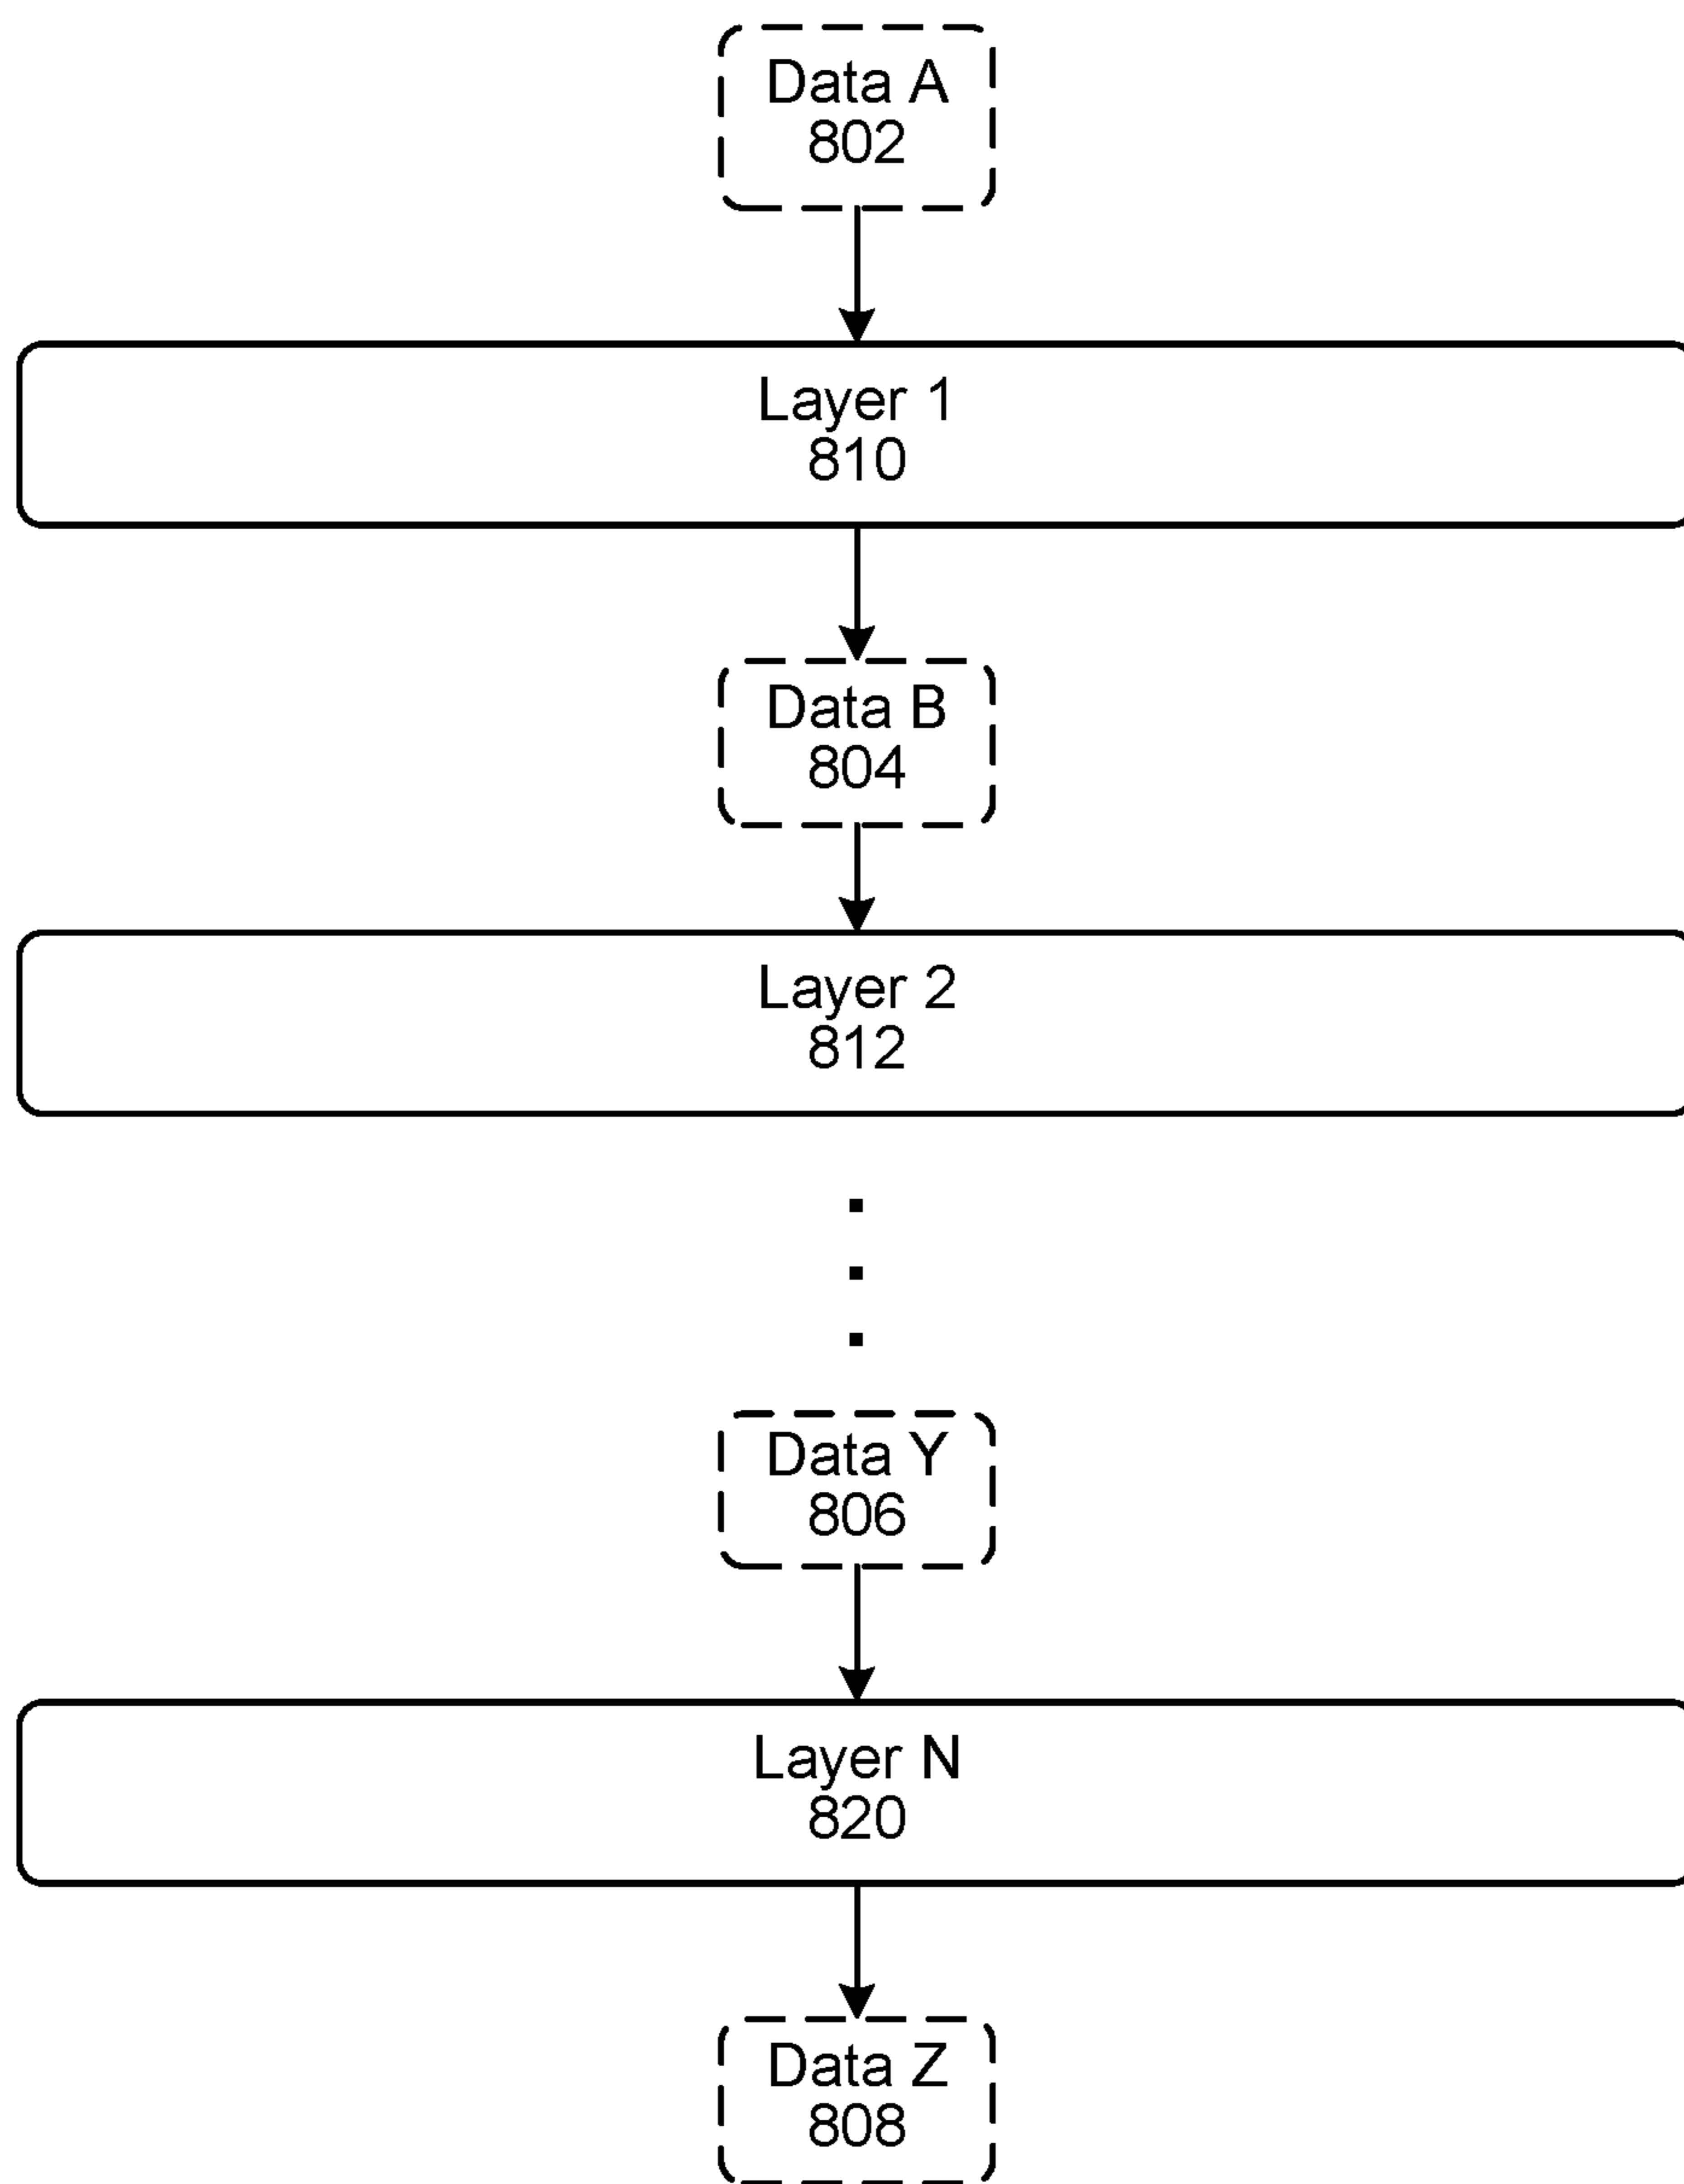 Data A
802
Layer 1
810
Data B
804
Layer 2
812
Data Y
806
Layer N
820
Data Z
808